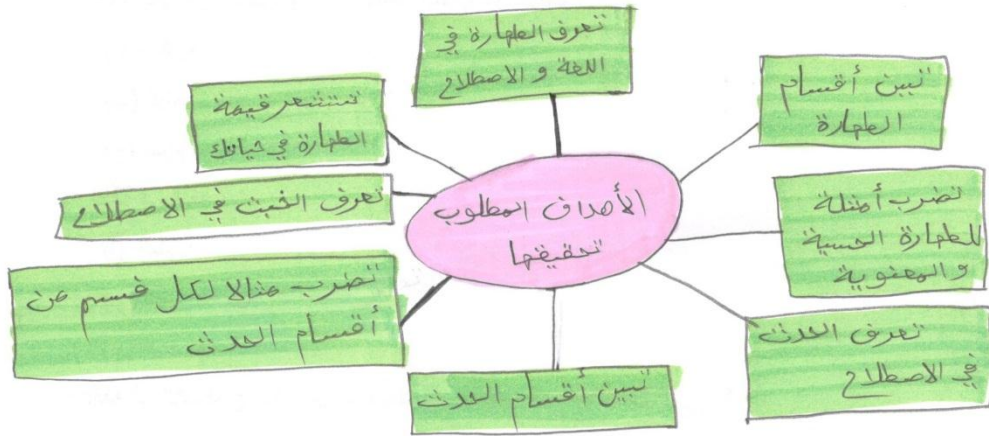 الأهداف المطلوب
تحقيقها
تعرف الطهارة في
اللغة و الاصطلاح
تبين أقسام
الطهارة
تضرب أمثلة
للطهارة الحسية
و المعنوية
تعرف الحدث
في الاصطلاح
تبين أقسام الحدث
تضرب مثالا لكل قسم من
أقسام الحدث
تعرف الخبث في الاصطلاح
تستشعر قيمة
الطهارة في حياتك